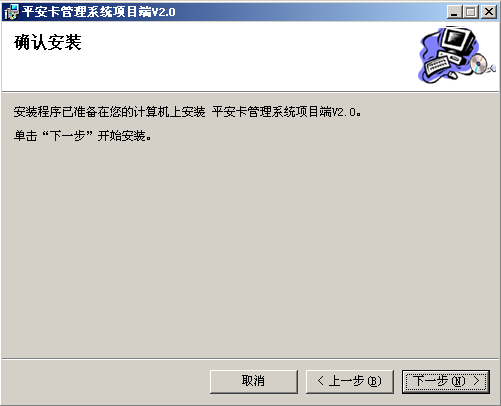 平安卡管理系统项目端V2.0
确认安装
安装程序已准备在您的计算机上安装 平安卡管理系统项目端V2.0。
单击“下一步”开始安装。
取消
< 上一步(B)
下一步(N) >